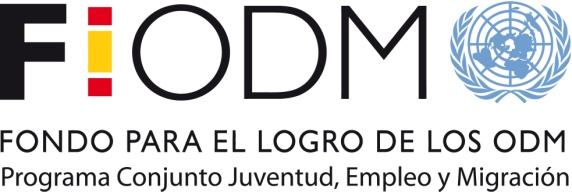 FiODM
FONDO PARA EL LOGRO DE LOS ODM
Programa Conjunto Juventud, Empleo y Migración